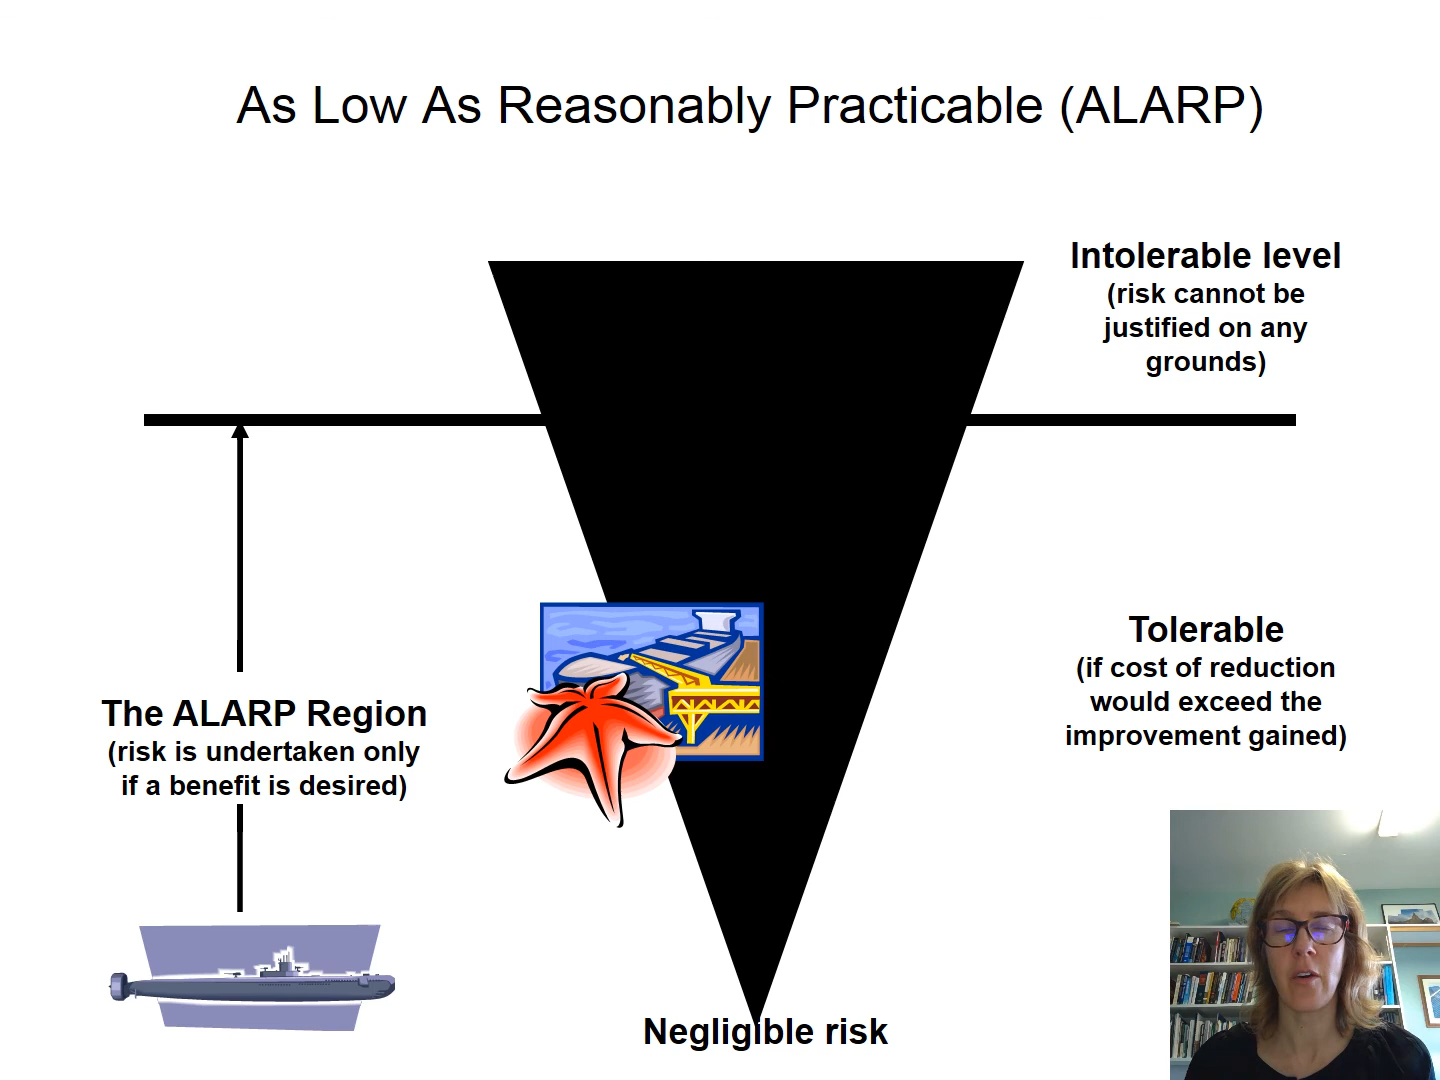 As Low As Reasonably Practicable (ALARP)
Intolerable level
(risk cannot be
justified on any
grounds)
Tolerable
(if cost of reduction
would exceed the
improvement gained)
The ALARP Region
(risk is undertaken only
if a benefit is desired)
Negligible risk